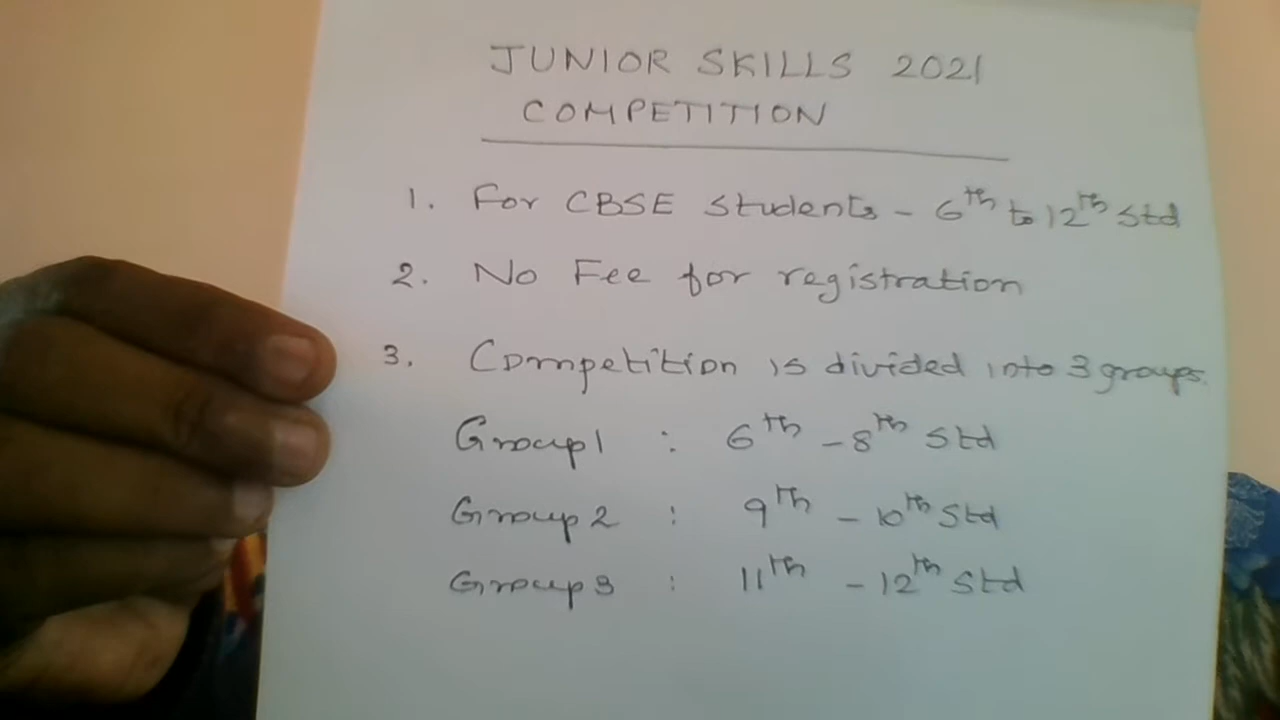 JUNIOR SKILLS 2021
COMPETITION
1. For CBSE students - 6th to 12th Std
2. No Fee for registration
3. Competition is divided into 3 groups.
Group1 : 6th - 8th Std
Group2 : 9th - 10th Std
Group3 : 11th - 12th Std